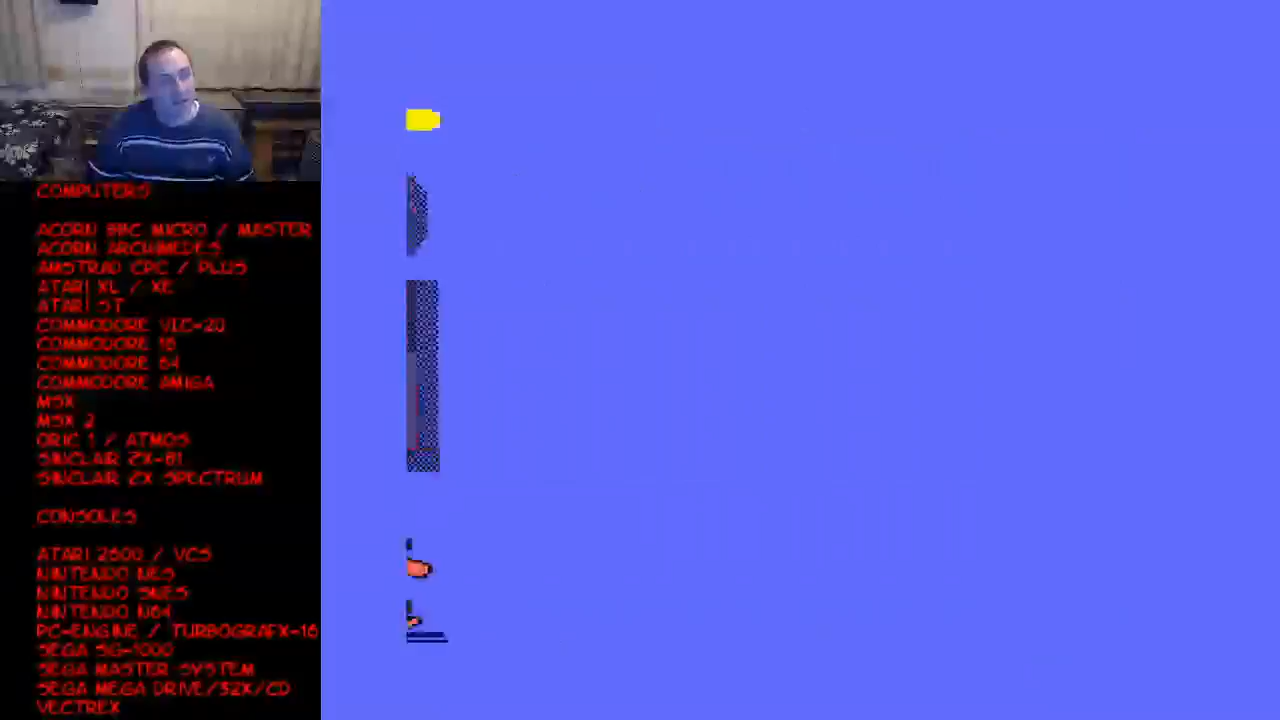 COMPUTERS
ACORN BBC MICRO / MASTER
ACORN ARCHIMEDES
AMSTRAD CPC / PLUS
ATARI XL / XE
ATARI ST
COMMODORE VIC-20
COMMODORE 16
COMMODORE 64
COMMODORE AMIGA
MSX
MSX 2
ORIC 1 / ATMOS
SINCLAIR ZX-81
SINCLAIR ZX SPECTRUM
CONSOLES
ATARI 2600 / VCS
NINTENDO NES
NINTENDO SNES
NINTENDO N64
PC-ENGINE / TURBOGRAFX-16
SEGA SG-1000
SEGA MASTER SYSTEM
SEGA MEGA DRIVE/32X/CD
VECTREX